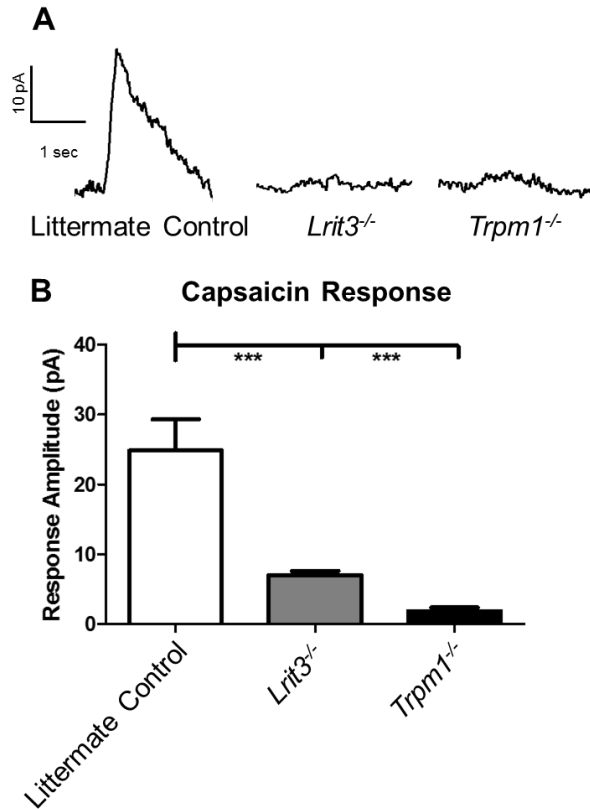 A
10 pA
1 sec
Littermate Control
Lrit3-/-
Trpm1-/-
B
Capsaicin Response
Response Amplitude (pA)
40
30
20
10
0
***
***
Littermate Control
Lrit3-/-
Trpm1-/-